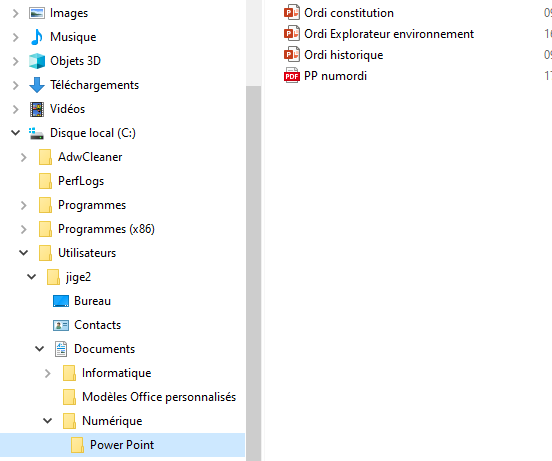 Images
Musique
Objets 3D
Téléchargements
Vidéos
Disque local (C:)
AdwCleaner
PerfLogs
Programmes
Programmes (x86)
Utilisateurs
jige2
Bureau
Contacts
Documents
Informatique
Modèles Office personnalisés
Numérique
Power Point
Ordi constitution
Ordi Explorateur environnement
Ordi historique
PDF PP numordi